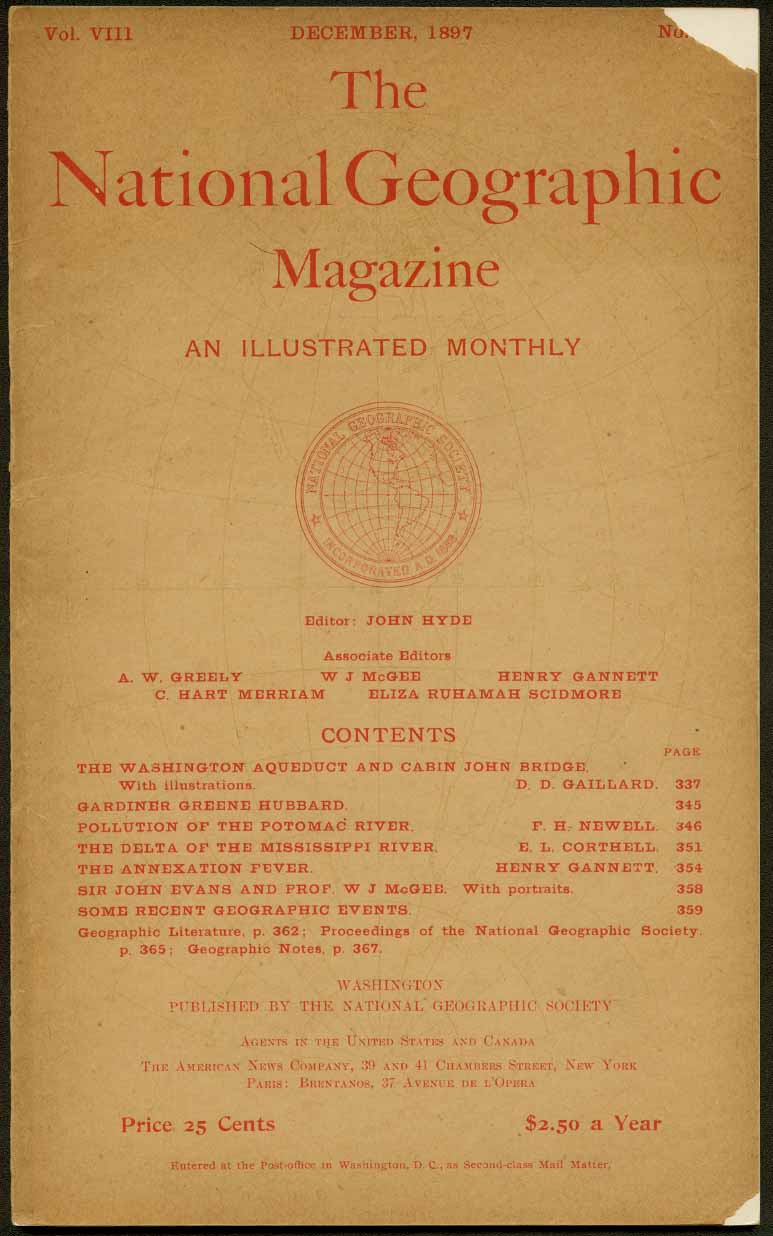 Vol. VIII DECEMBER, 1897 No.
The
National Geographic
Magazine
AN ILLUSTRATED MONTHLY
NATIONAL GEOGRAPHIC SOCIETY
INCORPORATED A.D. 1888
Editor: JOHN HYDE
Associate Editors
A. W. GREELY W J McGEE HENRY GANNETT
C. HART MERRIAM ELIZA RUHAMAH SCIDMORE
CONTENTS
PAGE
THE WASHINGTON AQUEDUCT AND CABIN JOHN BRIDGE.
With illustrations. D. D. GAILLARD. 337
GARDINER GREENE HUBBARD. 345
POLLUTION OF THE POTOMAC RIVER. F. H. NEWELL. 346
THE DELTA OF THE MISSISSIPPI RIVER. E. L. CORTHELL. 351
THE ANNEXATION FEVER. HENRY GANNETT. 354
SIR JOHN EVANS AND PROF. W J McGEE. With portraits. 358
SOME RECENT GEOGRAPHIC EVENTS. 359
Geographic Literature, p. 362; Proceedings of the National Geographic Society,
p. 365; Geographic Notes, p. 367.
WASHINGTON
PUBLISHED BY THE NATIONAL GEOGRAPHIC SOCIETY
AGENTS IN THE UNITED STATES AND CANADA
THE AMERICAN NEWS COMPANY, 39 AND 41 CHAMBERS STREET, NEW YORK
PARIS: BRENTANOS, 37 AVENUE DE L'OPERA
Price 25 Cents $2.50 a Year
Entered at the Post-office in Washington, D. C., as Second-class Mail Matter.